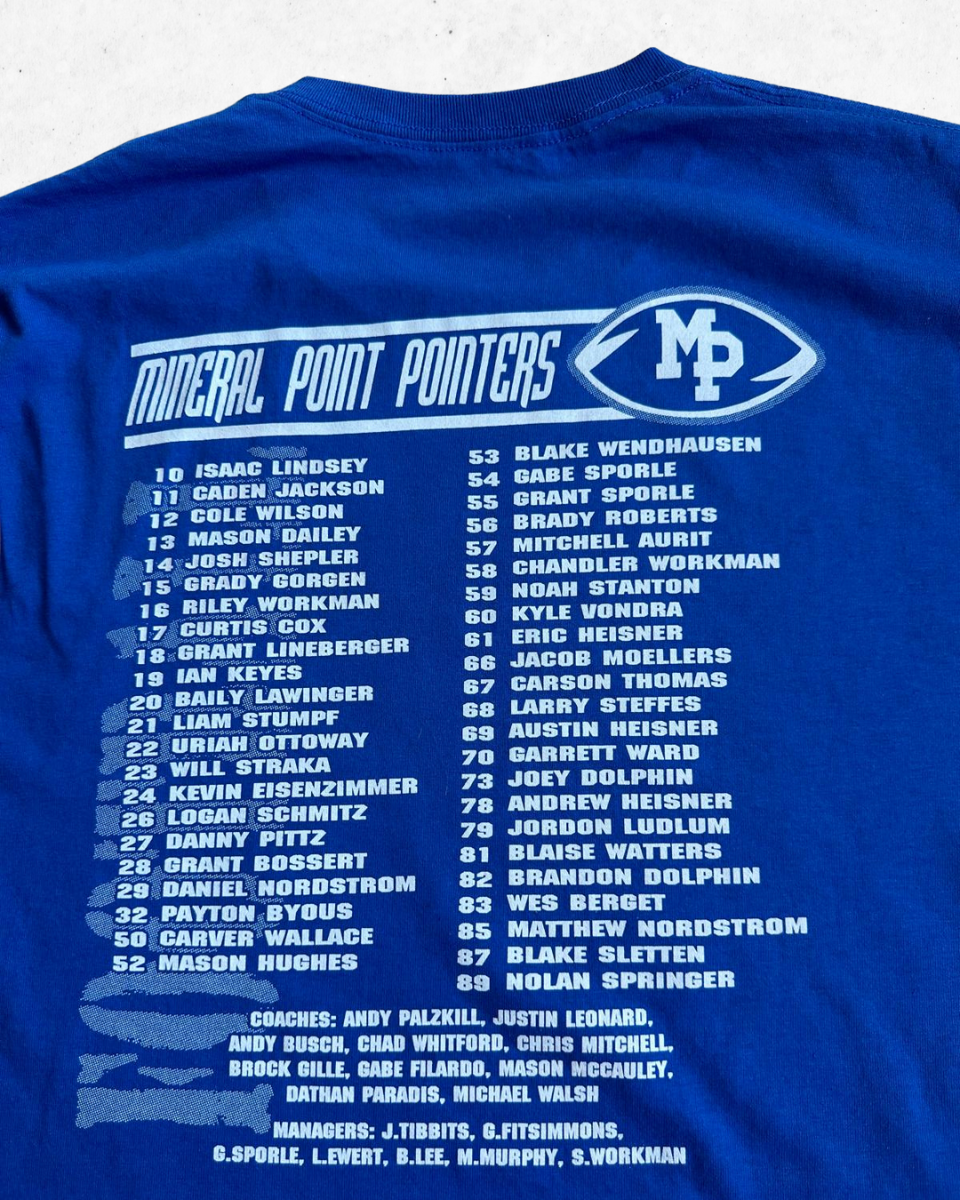 MINERAL POINT POINTERS
MP
10 ISAAC LINDSEY
11 CADEN JACKSON
12 COLE WILSON
13 MASON DAILEY
14 JOSH SHEPLER
15 GRADY GORGEN
16 RILEY WORKMAN
17 CURTIS COX
18 GRANT LINEBERGER
19 IAN KEYES
20 BAILY LAWINGER
21 LIAM STUMPF
22 URIAH OTTOWAY
23 WILL STRAKA
24 KEVIN EISENZIMMER
26 LOGAN SCHMITZ
27 DANNY PITTZ
28 GRANT BOSSERT
29 DANIEL NORDSTROM
32 PAYTON BYOUS
50 CARVER WALLACE
52 MASON HUGHES
53 BLAKE WENDHAUSEN
54 GABE SPORLE
55 GRANT SPORLE
56 BRADY ROBERTS
57 MITCHELL AURIT
58 CHANDLER WORKMAN
59 NOAH STANTON
60 KYLE VONDRA
61 ERIC HEISNER
66 JACOB MOELLERS
67 CARSON THOMAS
68 LARRY STEFFES
69 AUSTIN HEISNER
70 GARRETT WARD
73 JOEY DOLPHIN
78 ANDREW HEISNER
79 JORDON LUDLUM
81 BLAISE WATTERS
82 BRANDON DOLPHIN
83 WES BERGET
85 MATTHEW NORDSTROM
87 BLAKE SLETTEN
89 NOLAN SPRINGER
COACHES: ANDY PALZKILL, JUSTIN LEONARD,
ANDY BUSCH, CHAD WHITFORD, CHRIS MITCHELL,
BROCK GILLE, GABE FILARDO, MASON MCCAULEY,
DATHAN PARADIS, MICHAEL WALSH
MANAGERS: J.TIBBITS, G.FITSIMMONS,
G.SPORLE, L.EWERT, B.LEE, M.MURPHY, S.WORKMAN